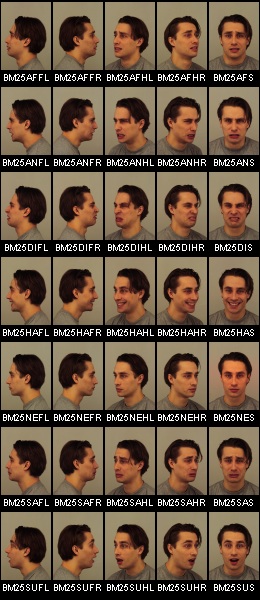 BM25AFFL BM25AFFR BM25AFHL BM25AFHR BM25AFS
BM25ANFL BM25ANFR BM25ANHL BM25ANHR BM25ANS
BM25DIFL BM25DIFR BM25DIHL BM25DIHR BM25DIS
BM25HAFL BM25HAFR BM25HAHL BM25HAHR BM25HAS
BM25NEFL BM25NEFR BM25NEHL BM25NEHR BM25NES
BM25SAFL BM25SAFR BM25SAHL BM25SAHR BM25SAS
BM25SUFL BM25SUFR BM25SUHL BM25SUHR BM25SUS